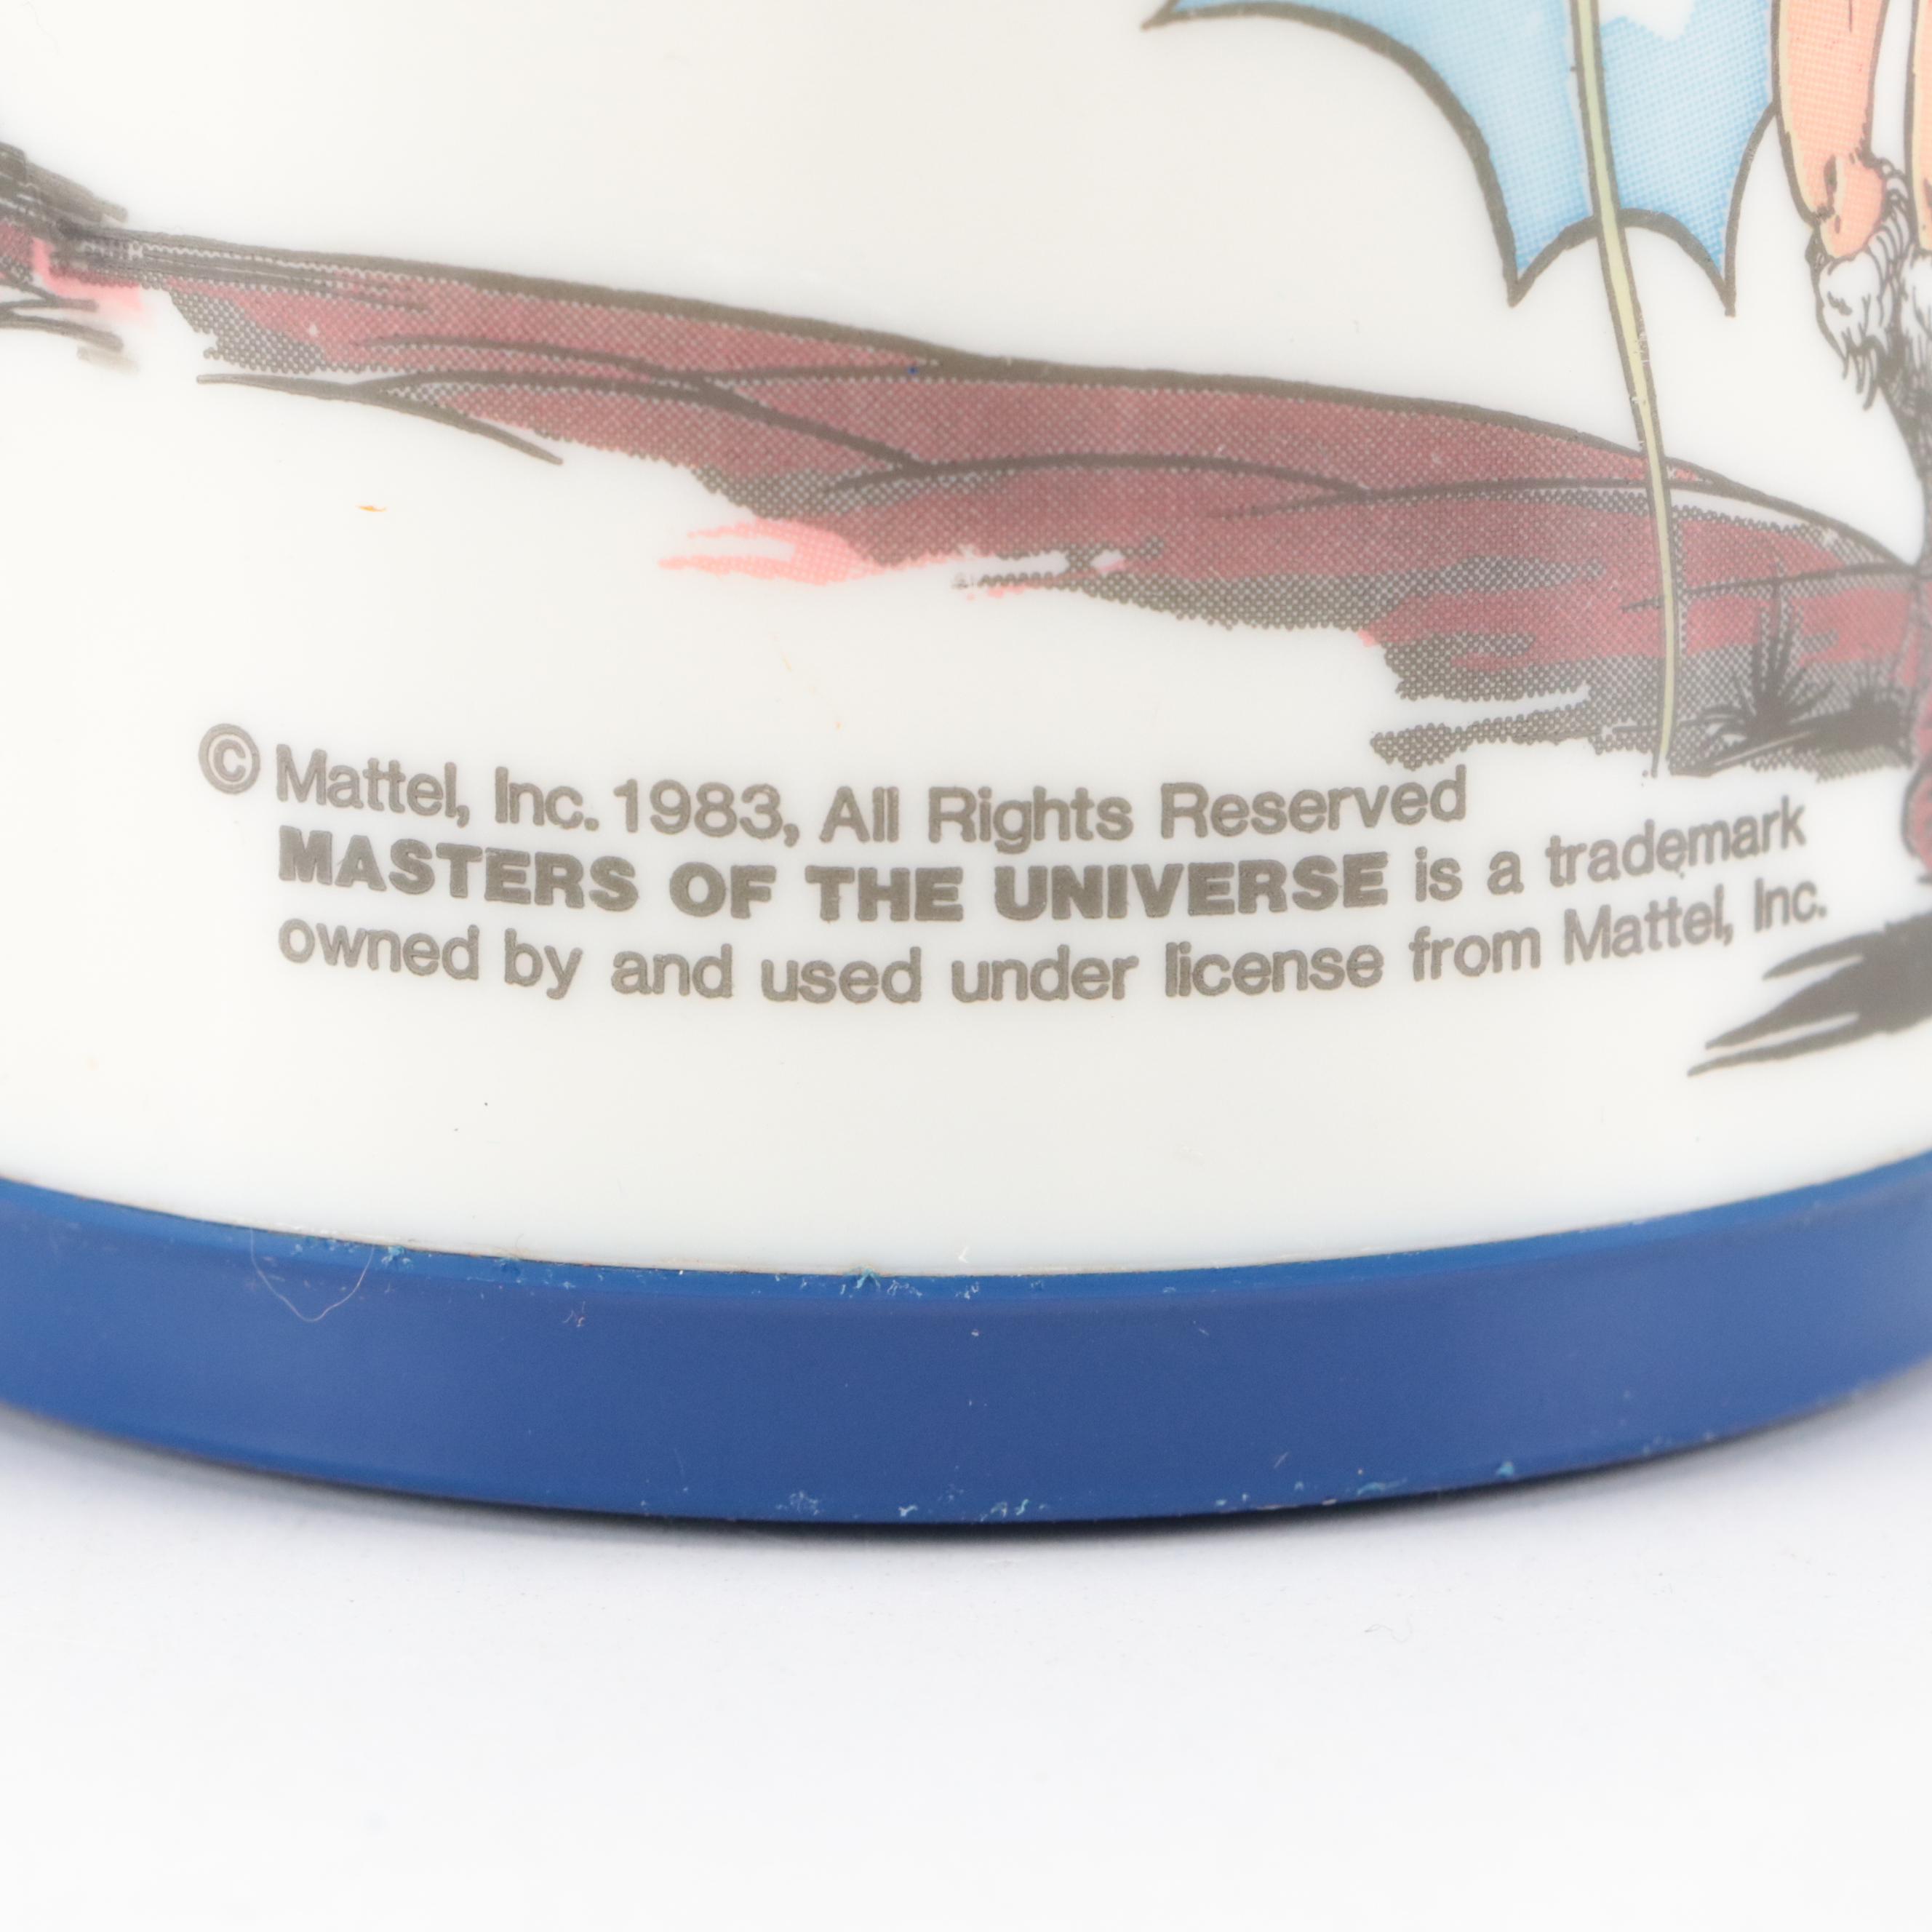 © Mattel, Inc. 1983, All Rights Reserved
MASTERS OF THE UNIVERSE is a trademark
owned by and used under license from Mattel, Inc.